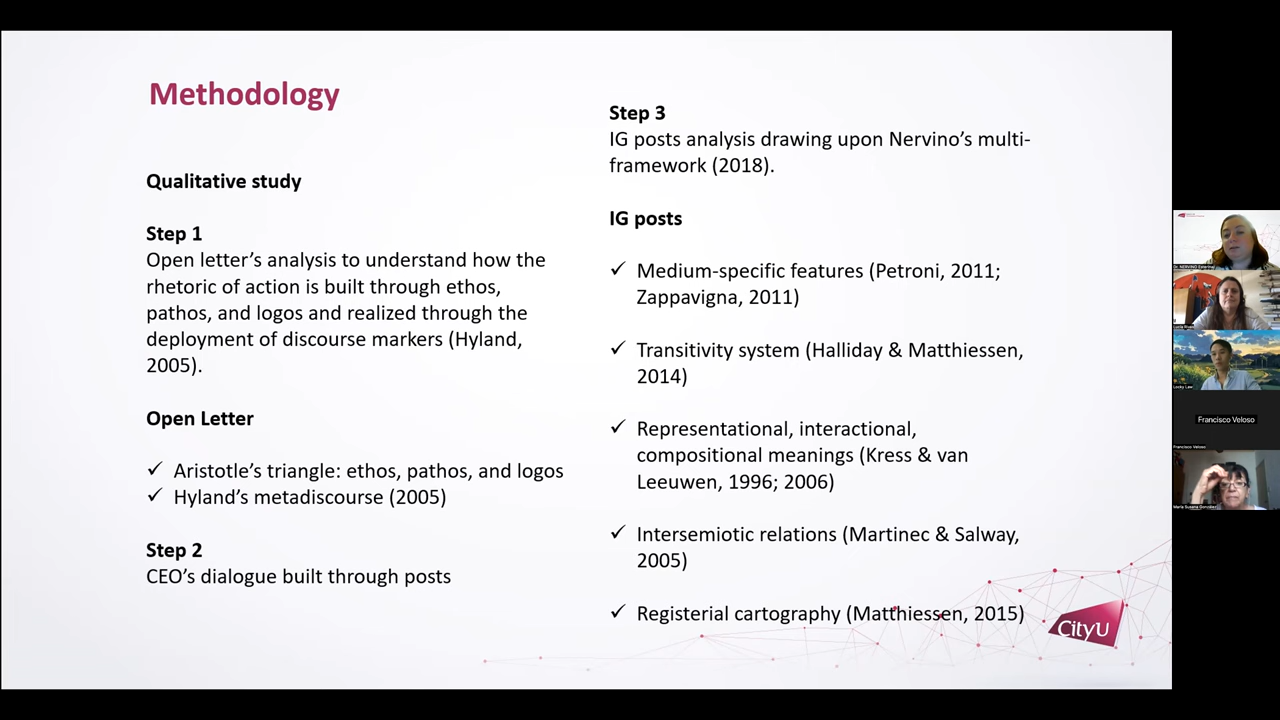 Methodology
Qualitative study
Step 1
Open letter's analysis to understand how the
rhetoric of action is built through ethos,
pathos, and logos and realized through the
deployment of discourse markers (Hyland,
2005).
Open Letter
✓ Aristotle's triangle: ethos, pathos, and logos
✓ Hyland's metadiscourse (2005)
Step 2
CEO's dialogue built through posts
Step 3
IG posts analysis drawing upon Nervino's multi-
framework (2018).
IG posts
✓ Medium-specific features (Petroni, 2011;
Zappavigna, 2011)
✓ Transitivity system (Halliday & Matthiessen,
2014)
✓ Representational, interactional,
compositional meanings (Kress & van
Leeuwen, 1996; 2006)
✓ Intersemiotic relations (Martinec & Salway,
2005)
✓ Registerial cartography (Matthiessen, 2015)
CityU
Locky Law
Francisco Veloso
Francisco Veloso